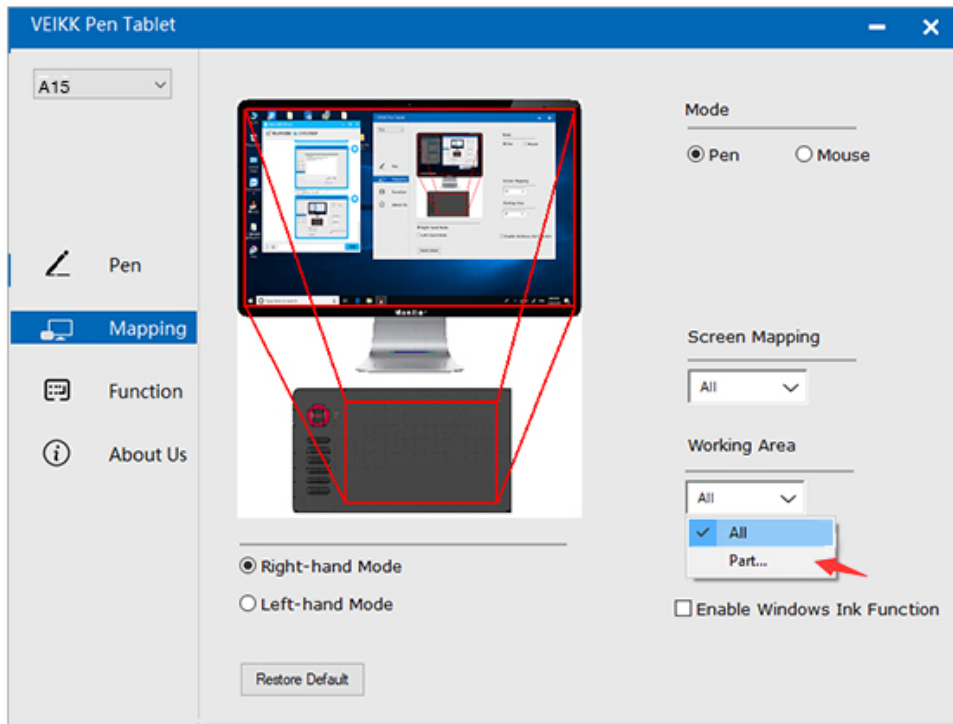 VEIKK Pen Tablet
A15
Pen
Mapping
Function
About Us
Monitor
Right-hand Mode
Left-hand Mode
Restore Default
Mode
Pen
Mouse
Screen Mapping
All
Working Area
All
All
Part...
Enable Windows Ink Function